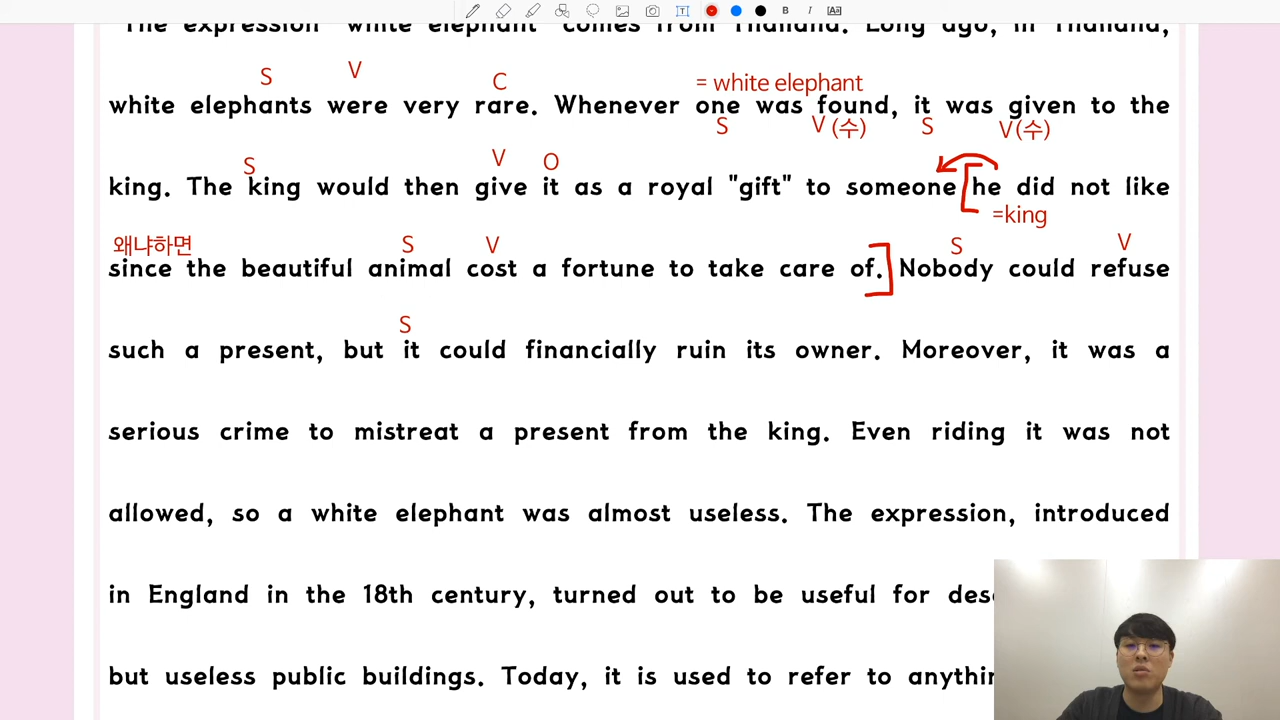 The expression "white elephant" comes from Thailand. Long ago, in Thailand,
S V C = white elephant
white elephants were very rare. Whenever one was found, it was given to the
S V (수) S V (수)
S V O
king. The king would then give it as a royal "gift" to someone he did not like
=king
왜냐하면 S V S V
since the beautiful animal cost a fortune to take care of. Nobody could refuse
S
such a present, but it could financially ruin its owner. Moreover, it was a
serious crime to mistreat a present from the king. Even riding it was not
allowed, so a white elephant was almost useless. The expression, introduced
in England in the 18th century, turned out to be useful for
but useless public buildings. Today, it is used to refer to